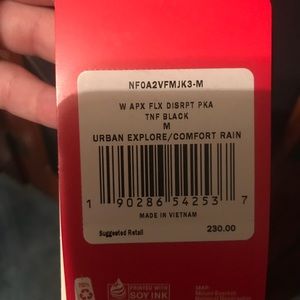 NF0A2VFMJK3-M
W APX FLX DISRPT PKA
TNF BLACK
M
URBAN EXPLORE/COMFORT RAIN
1 90286 54253 7
MADE IN VIETNAM
Suggested Retail 230.00
PRINTED WITH
SOY INK